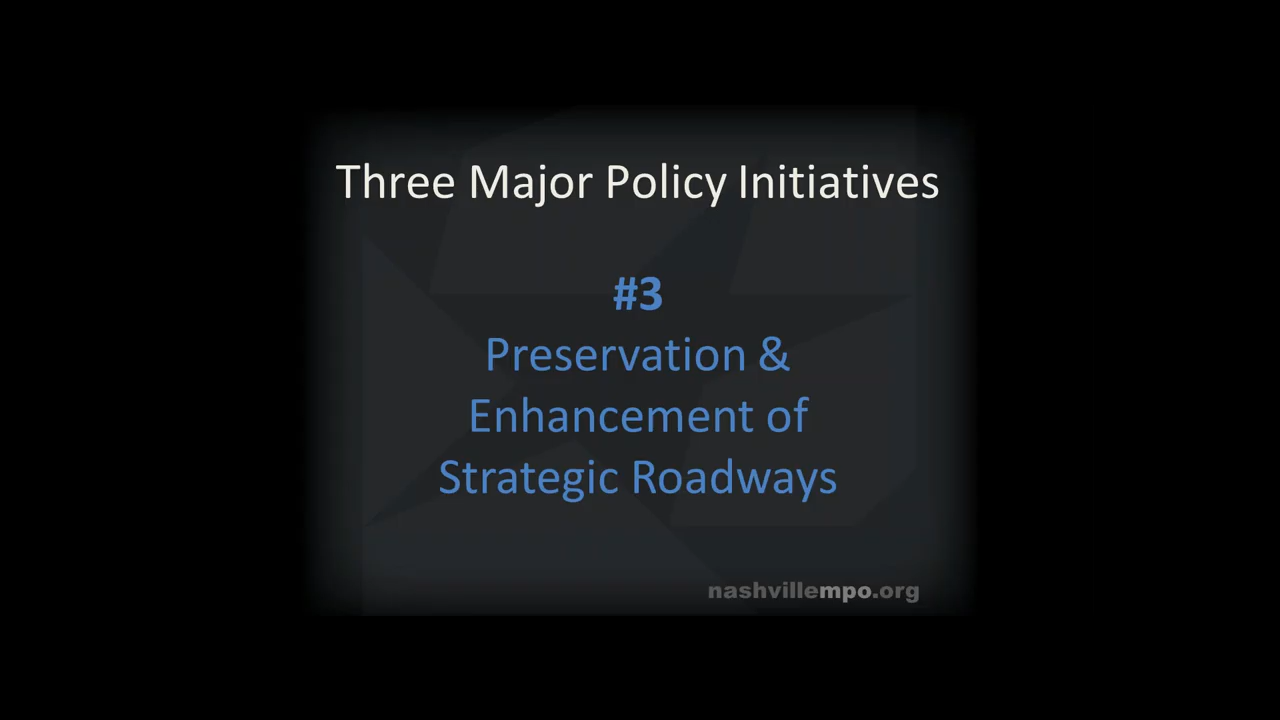 Three Major Policy Initiatives
#3
Preservation &
Enhancement of
Strategic Roadways
nashvillempo.org